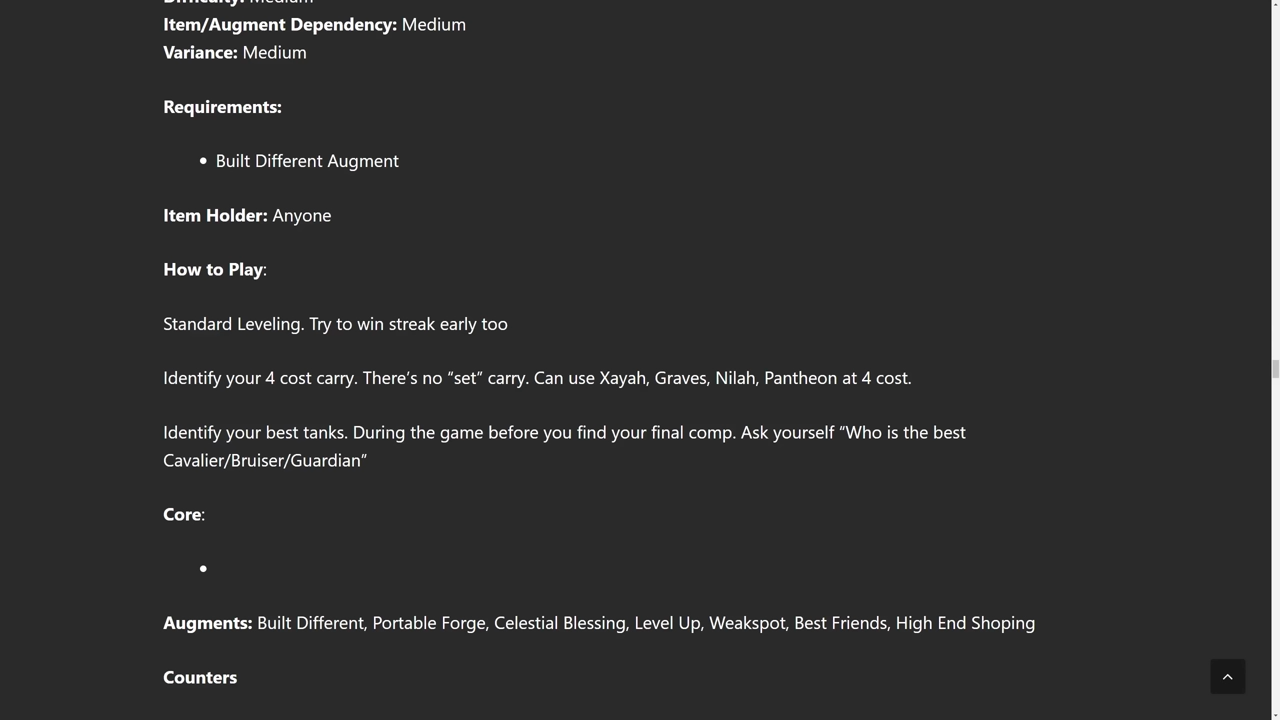 Difficulty: Medium
Item/Augment Dependency: Medium
Variance: Medium
Requirements:
• Built Different Augment
Item Holder: Anyone
How to Play:
Standard Leveling. Try to win streak early too
Identify your 4 cost carry. There’s no “set” carry. Can use Xayah, Graves, Nilah, Pantheon at 4 cost.
Identify your best tanks. During the game before you find your final comp. Ask yourself “Who is the best
Cavalier/Bruiser/Guardian”
Core:
•
Augments: Built Different, Portable Forge, Celestial Blessing, Level Up, Weakspot, Best Friends, High End Shoping
Counters